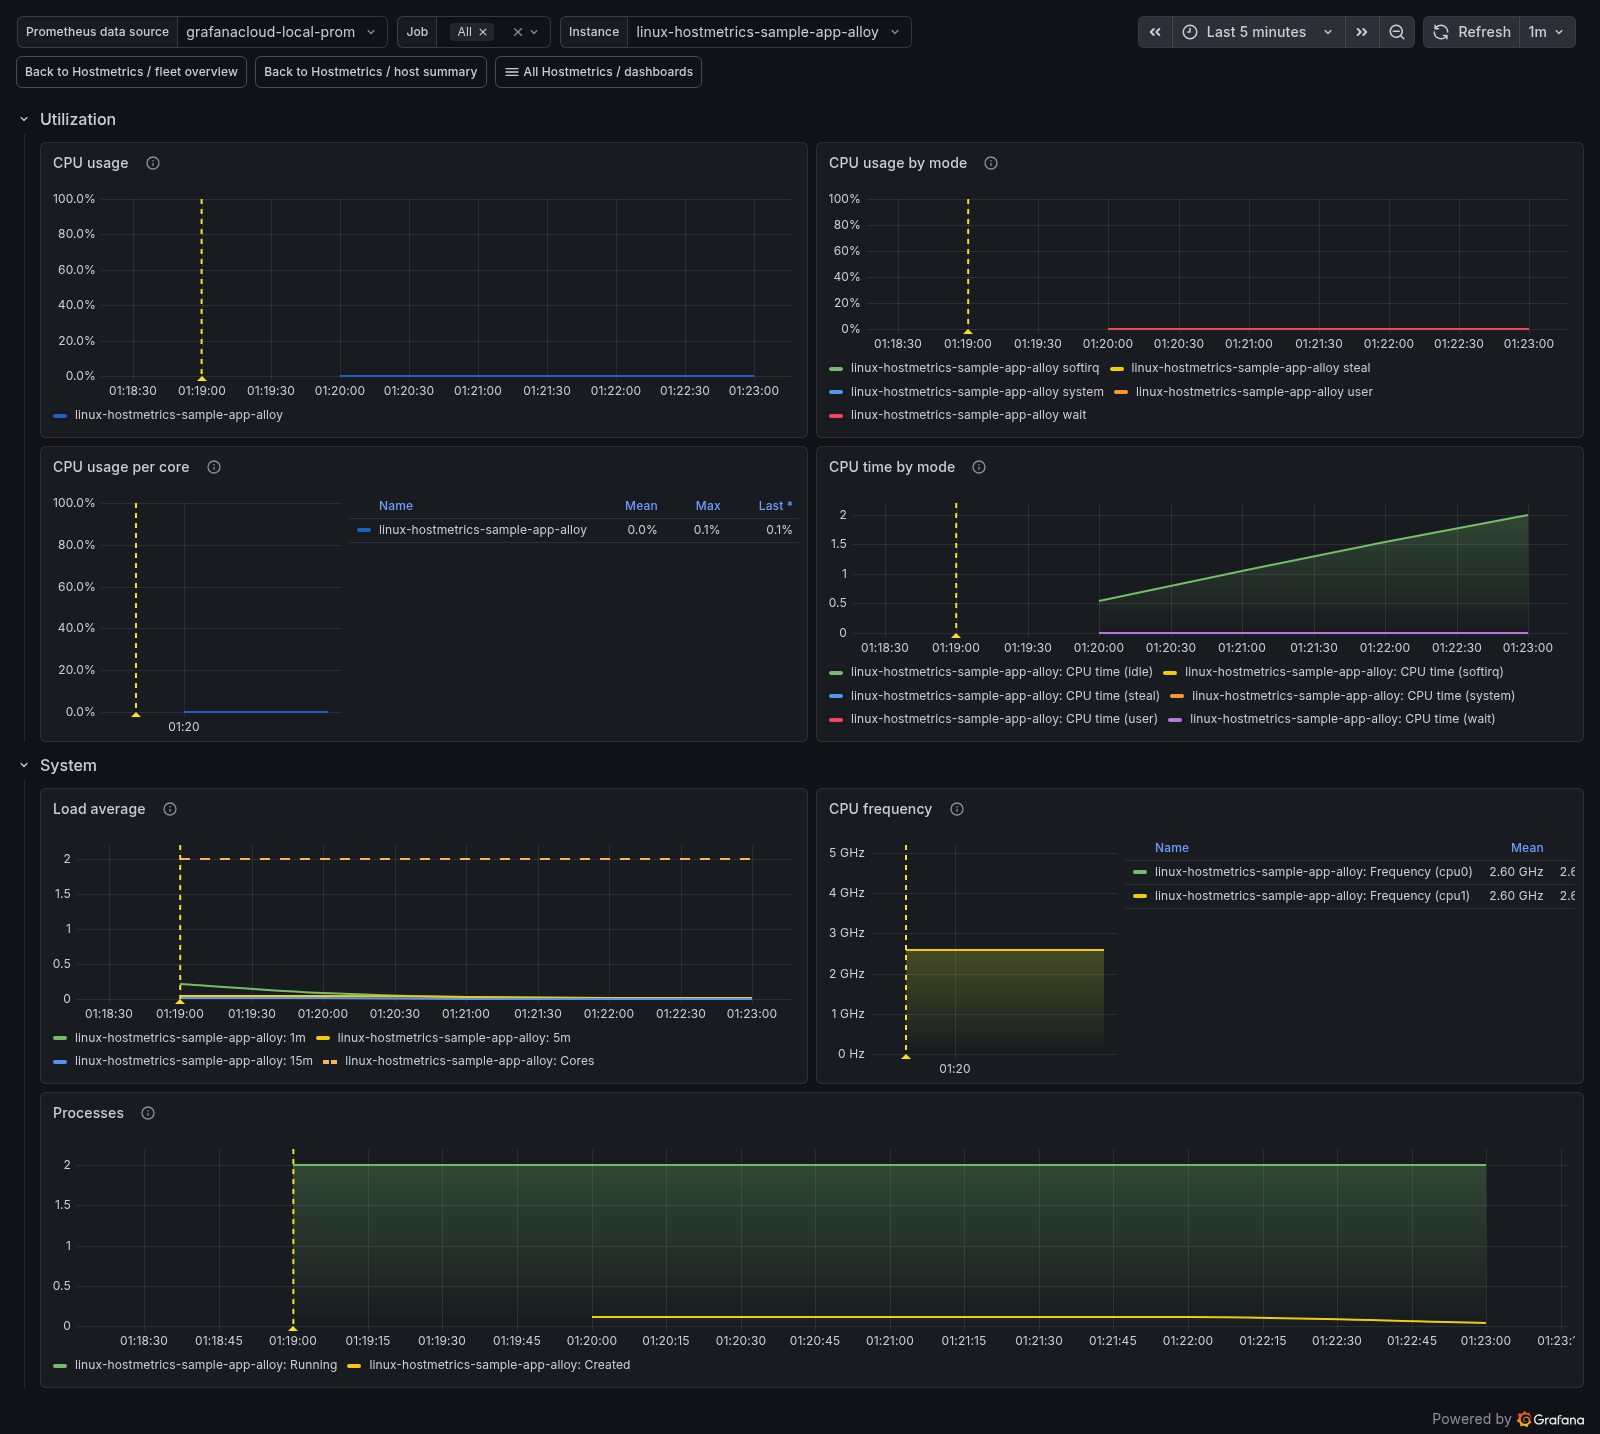 Prometheus data source grafanacloud-local-prom Job All Instance linux-hostmetrics-sample-app-alloy Last 5 minutes Refresh 1m
Back to Hostmetrics / fleet overview Back to Hostmetrics / host summary All Hostmetrics / dashboards
Utilization
CPU usage
100.0%
80.0%
60.0%
40.0%
20.0%
0.0%
01:18:30 01:19:00 01:19:30 01:20:00 01:20:30 01:21:00 01:21:30 01:22:00 01:22:30 01:23:00
linux-hostmetrics-sample-app-alloy
CPU usage by mode
100%
80%
60%
40%
20%
0%
01:18:30 01:19:00 01:19:30 01:20:00 01:20:30 01:21:00 01:21:30 01:22:00 01:22:30 01:23:00
linux-hostmetrics-sample-app-alloy softirq linux-hostmetrics-sample-app-alloy steal
linux-hostmetrics-sample-app-alloy system linux-hostmetrics-sample-app-alloy user
linux-hostmetrics-sample-app-alloy wait
CPU usage per core
100.0%
80.0%
60.0%
40.0%
20.0%
0.0%
01:20
Name Mean Max Last *
linux-hostmetrics-sample-app-alloy 0.0% 0.1% 0.1%
CPU time by mode
2
1.5
1
0.5
0
01:18:30 01:19:00 01:19:30 01:20:00 01:20:30 01:21:00 01:21:30 01:22:00 01:22:30 01:23:00
linux-hostmetrics-sample-app-alloy: CPU time (idle) linux-hostmetrics-sample-app-alloy: CPU time (softirq)
linux-hostmetrics-sample-app-alloy: CPU time (steal) linux-hostmetrics-sample-app-alloy: CPU time (system)
linux-hostmetrics-sample-app-alloy: CPU time (user) linux-hostmetrics-sample-app-alloy: CPU time (wait)
System
Load average
2
1.5
1
0.5
0
01:18:30 01:19:00 01:19:30 01:20:00 01:20:30 01:21:00 01:21:30 01:22:00 01:22:30 01:23:00
linux-hostmetrics-sample-app-alloy: 1m linux-hostmetrics-sample-app-alloy: 5m
linux-hostmetrics-sample-app-alloy: 15m linux-hostmetrics-sample-app-alloy: Cores
CPU frequency
5 GHz
4 GHz
3 GHz
2 GHz
1 GHz
0 Hz
01:20
Name Mean
linux-hostmetrics-sample-app-alloy: Frequency (cpu0) 2.60 GHz
linux-hostmetrics-sample-app-alloy: Frequency (cpu1) 2.60 GHz
Processes
2
1.5
1
0.5
0
01:18:30 01:18:45 01:19:00 01:19:15 01:19:30 01:19:45 01:20:00 01:20:15 01:20:30 01:20:45 01:21:00 01:21:15 01:21:30 01:21:45 01:22:00 01:22:15 01:22:30 01:22:45 01:23:00
linux-hostmetrics-sample-app-alloy: Running linux-hostmetrics-sample-app-alloy: Created
Powered by Grafana